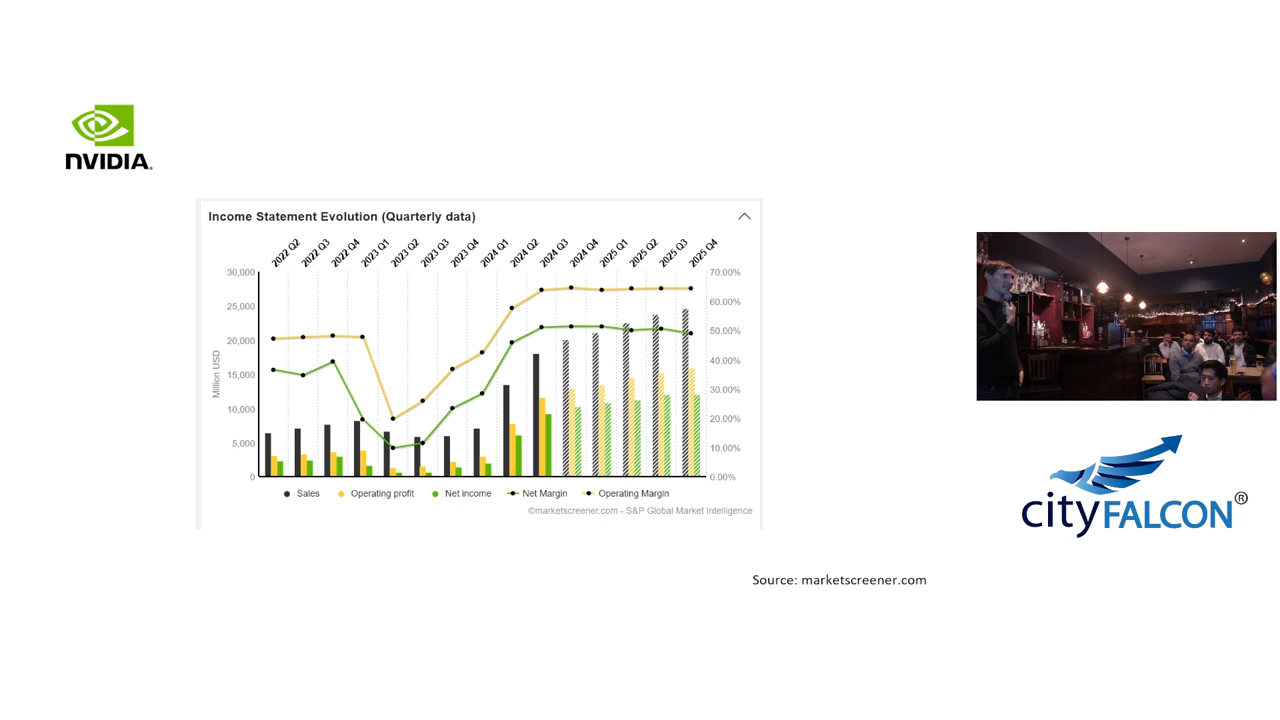 NVIDIA.
Income Statement Evolution (Quarterly data)
2022 Q2 2022 Q3 2022 Q4 2023 Q1 2023 Q2 2023 Q3 2023 Q4 2024 Q1 2024 Q2 2024 Q3 2024 Q4 2025 Q1 2025 Q2 2025 Q3 2025 Q4
30,000 70.00%
25,000 60.00%
20,000 50.00%
15,000 40.00%
10,000 30.00%
5,000 20.00%
0 10.00%
0.00%
Million USD
Sales Operating profit Net income Net Margin Operating Margin
©marketscreener.com - S&P Global Market Intelligence
cityFALCON®
Source: marketscreener.com